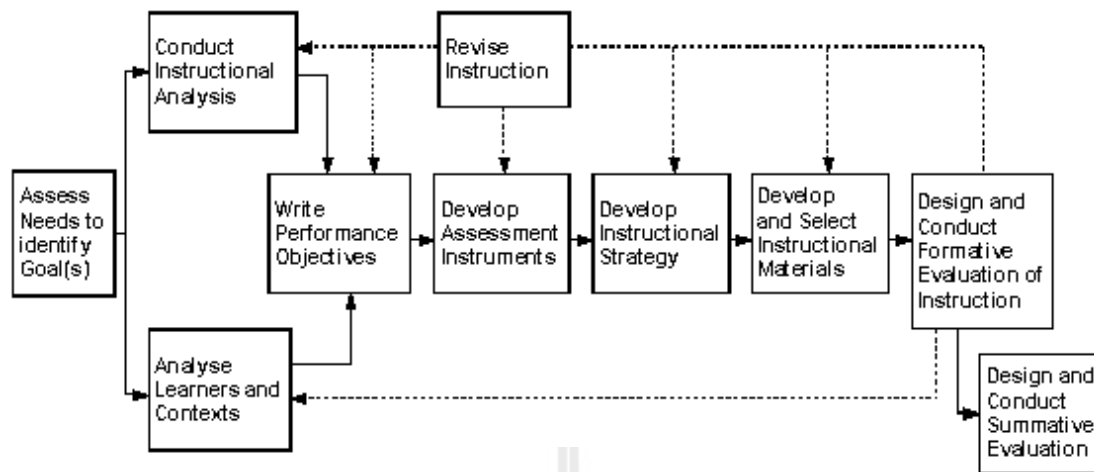 Conduct
Instructional
Analysis
Revise
Instruction
Assess
Needs to
identify
Goal(s)
Write
Performance
Objectives
Develop
Assessment
Instruments
Develop
Instructional
Strategy
Develop
and Select
Instructional
Materials
Design and
Conduct
Formative
Evaluation of
Instruction
Analyse
Learners and
Contexts
Design and
Conduct
Summative
Evaluation